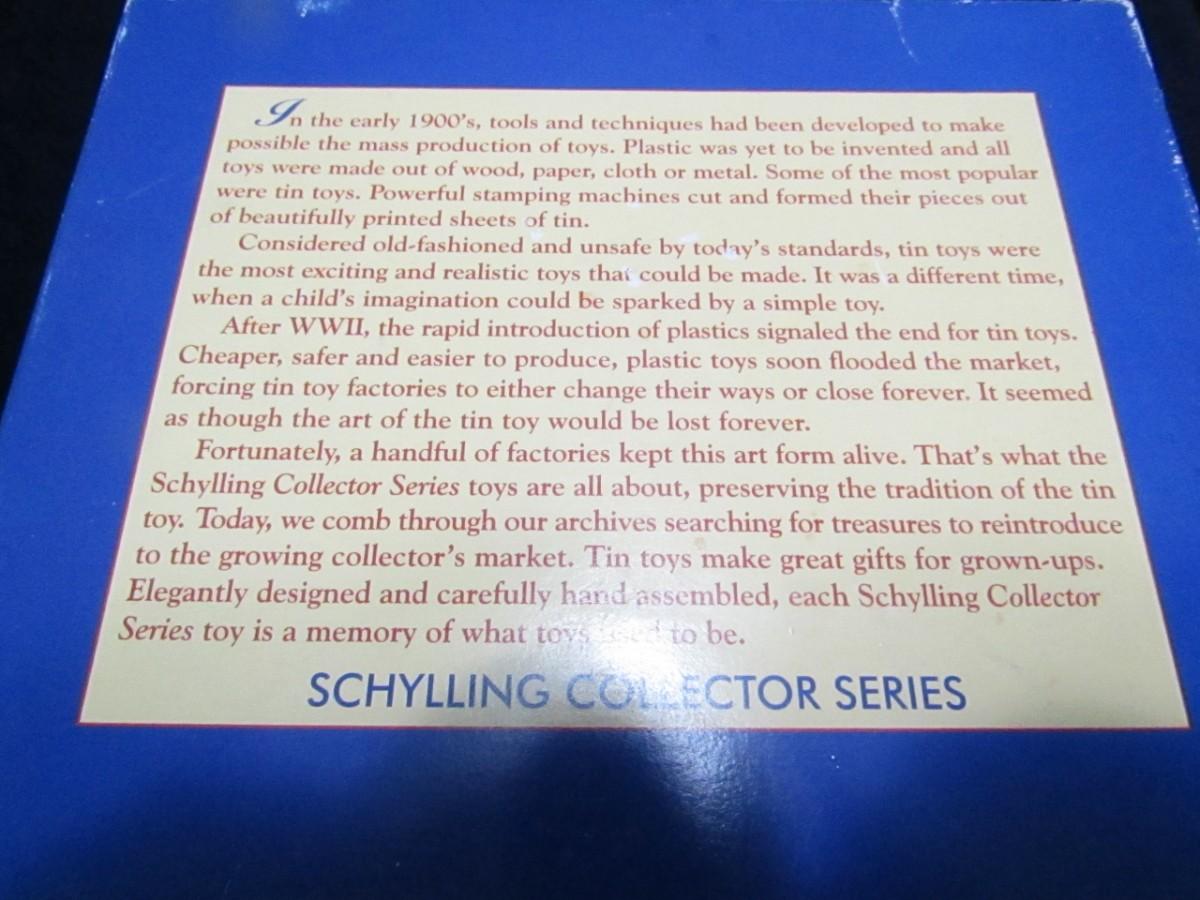 In the early 1900's, tools and techniques had been developed to make
possible the mass production of toys. Plastic was yet to be invented and all
toys were made out of wood, paper, cloth or metal. Some of the most popular
were tin toys. Powerful stamping machines cut and formed their pieces out
of beautifully printed sheets of tin.
Considered old-fashioned and unsafe by today's standards, tin toys were
the most exciting and realistic toys that could be made. It was a different time,
when a child's imagination could be sparked by a simple toy.
After WWII, the rapid introduction of plastics signaled the end for tin toys.
Cheaper, safer and easier to produce, plastic toys soon flooded the market,
forcing tin toy factories to either change their ways or close forever. It seemed
as though the art of the tin toy would be lost forever.
Fortunately, a handful of factories kept this art form alive. That's what the
Schylling Collector Series toys are all about, preserving the tradition of the tin
toy. Today, we comb through our archives searching for treasures to reintroduce
to the growing collector's market. Tin toys make great gifts for grown-ups.
Elegantly designed and carefully hand assembled, each Schylling Collector
Series toy is a memory of what toys used to be.
SCHYLLING COLLECTOR SERIES